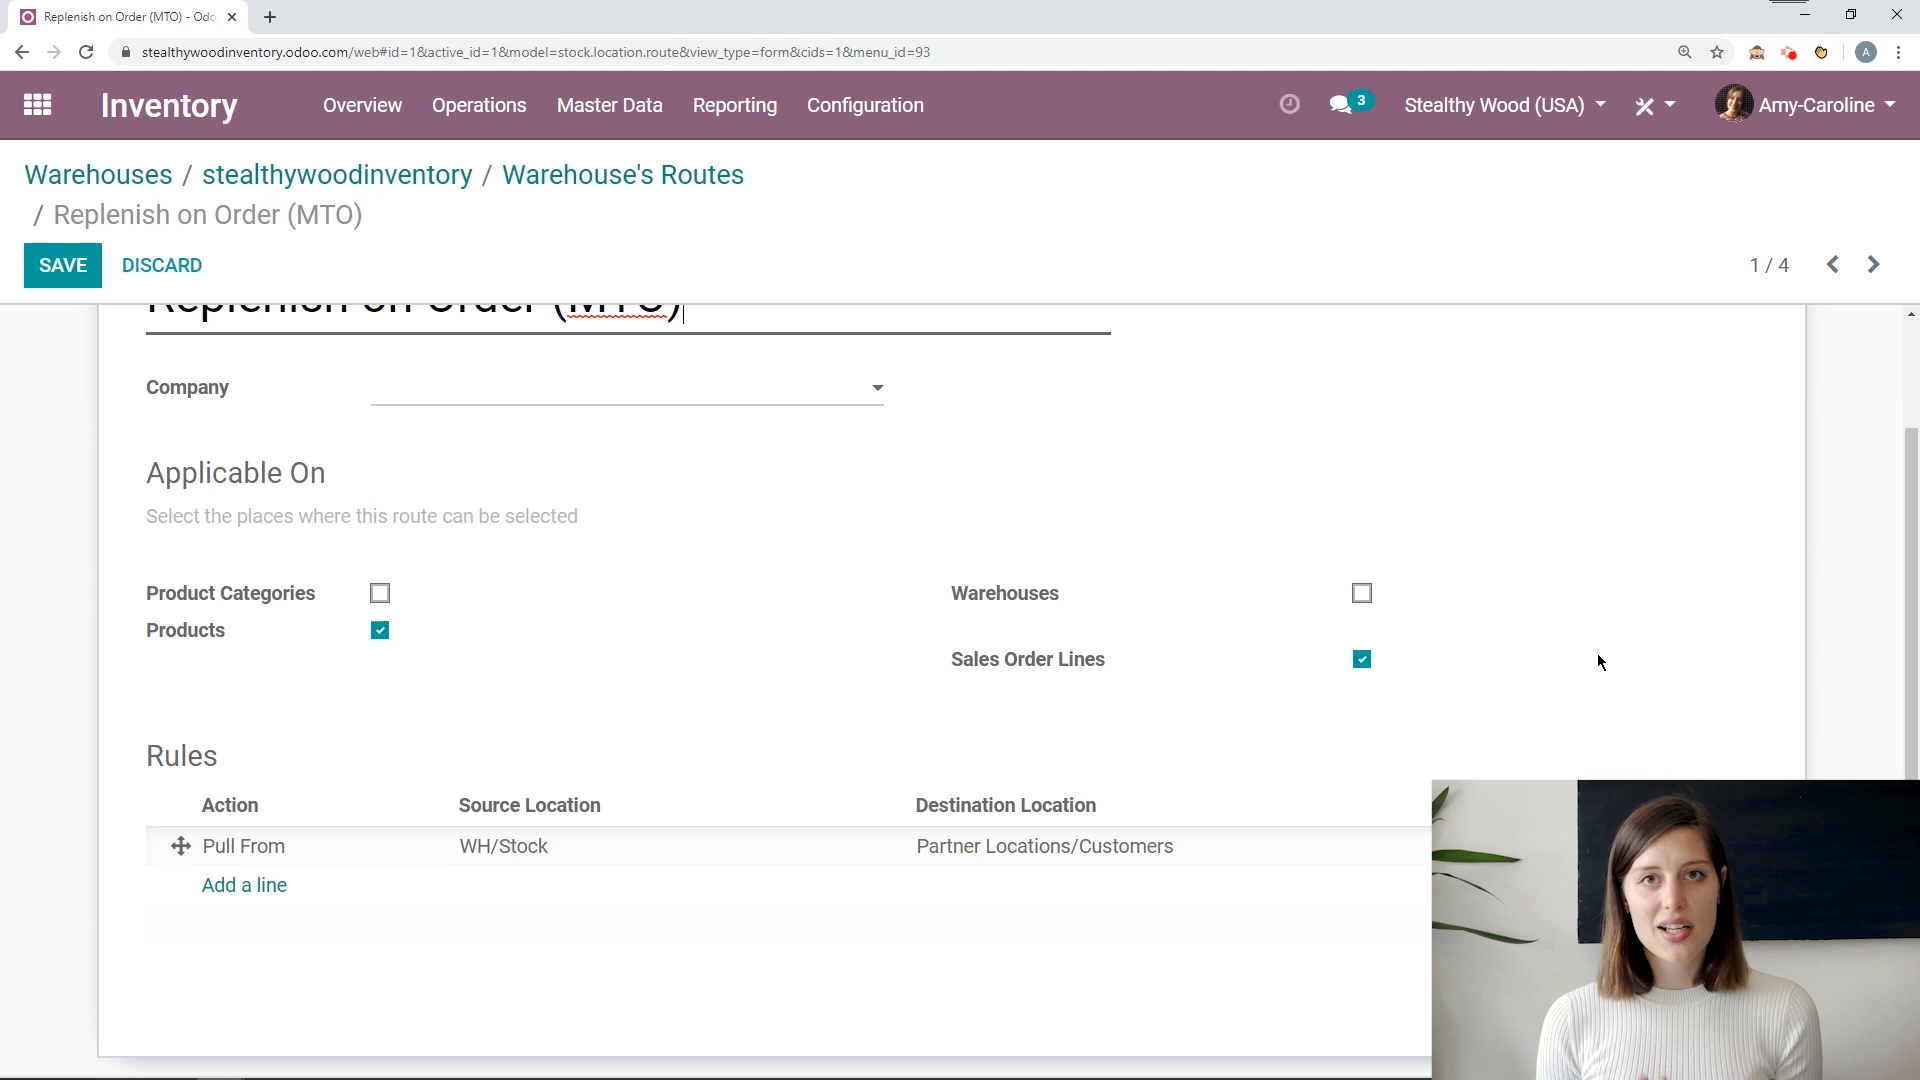 Replenish on Order (MTO) - Odo
stealthywoodinventory.odoo.com/web#id=1&active_id=1&model=stock.location.route&view_type=form&cids=1&menu_id=93
A
Inventory Overview Operations Master Data Reporting Configuration 3 Stealthy Wood (USA) Amy-Caroline
Warehouses / stealthywoodinventory / Warehouse's Routes
/ Replenish on Order (MTO)
SAVE DISCARD 1 / 4
Replenish on Order (MTO)
Company
Applicable On
Select the places where this route can be selected
Product Categories Warehouses
Products
Sales Order Lines
Rules
Action Source Location Destination Location
Pull From WH/Stock Partner Locations/Customers
Add a line